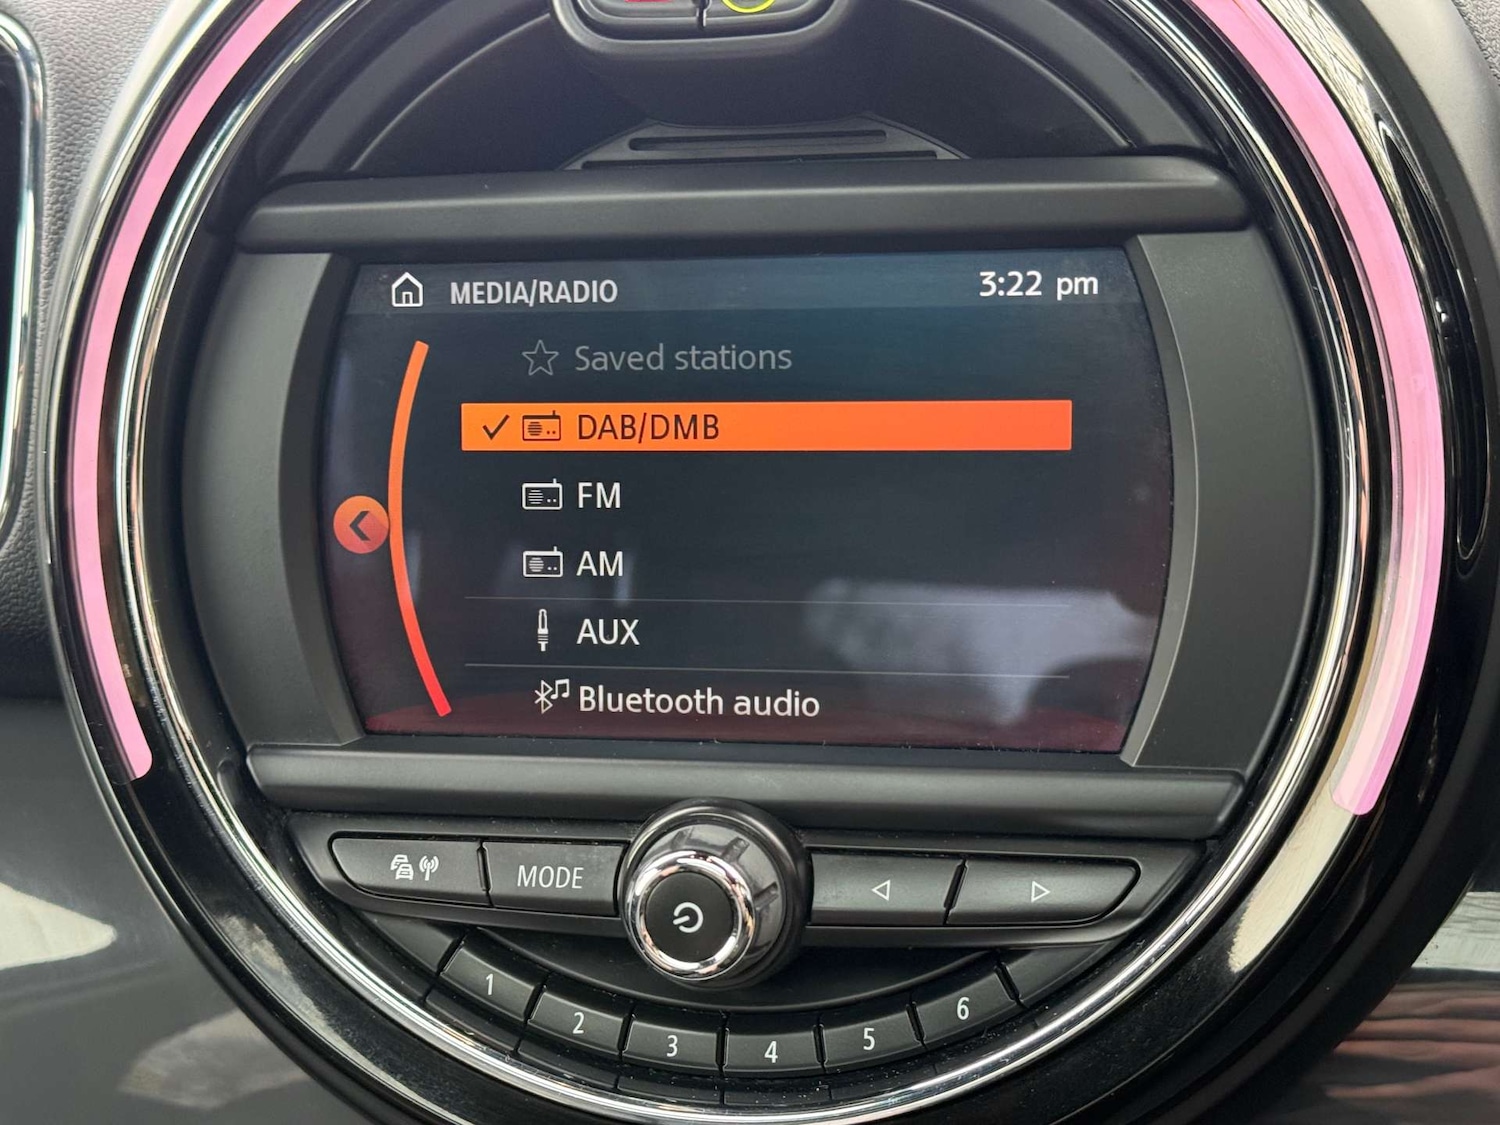 MEDIA/RADIO 3:22 pm
Saved stations
DAB/DMB
FM
AM
AUX
Bluetooth audio
MODE
1 2 3 4 5 6